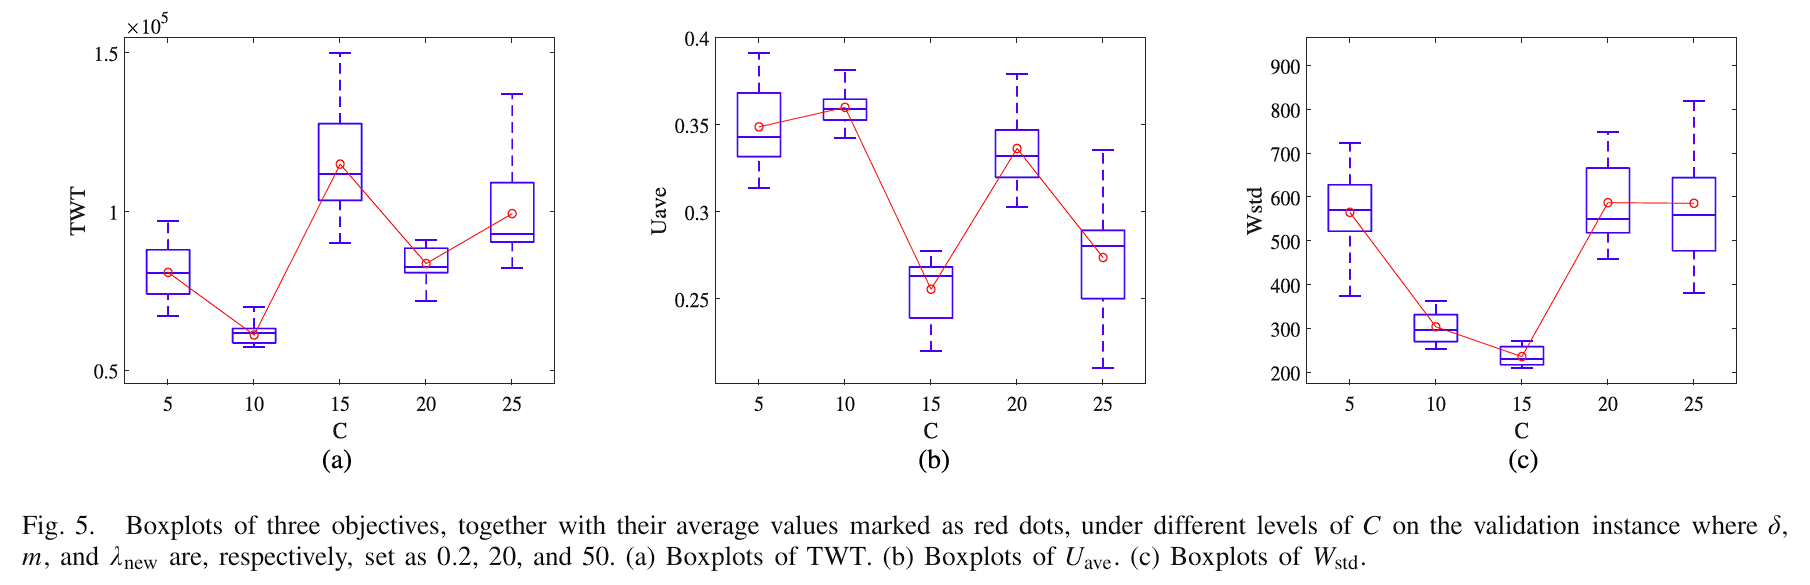 ×10⁵
1.5
1
0.5
TWT
5 10 15 20 25
C
(a)
0.4
0.35
0.3
0.25
Uave
5 10 15 20 25
C
(b)
900
800
700
600
500
400
300
200
Wstd
5 10 15 20 25
C
(c)
Fig. 5. Boxplots of three objectives, together with their average values marked as red dots, under different levels of C on the validation instance where δ,
m, and λnew are, respectively, set as 0.2, 20, and 50. (a) Boxplots of TWT. (b) Boxplots of Uave. (c) Boxplots of Wstd.